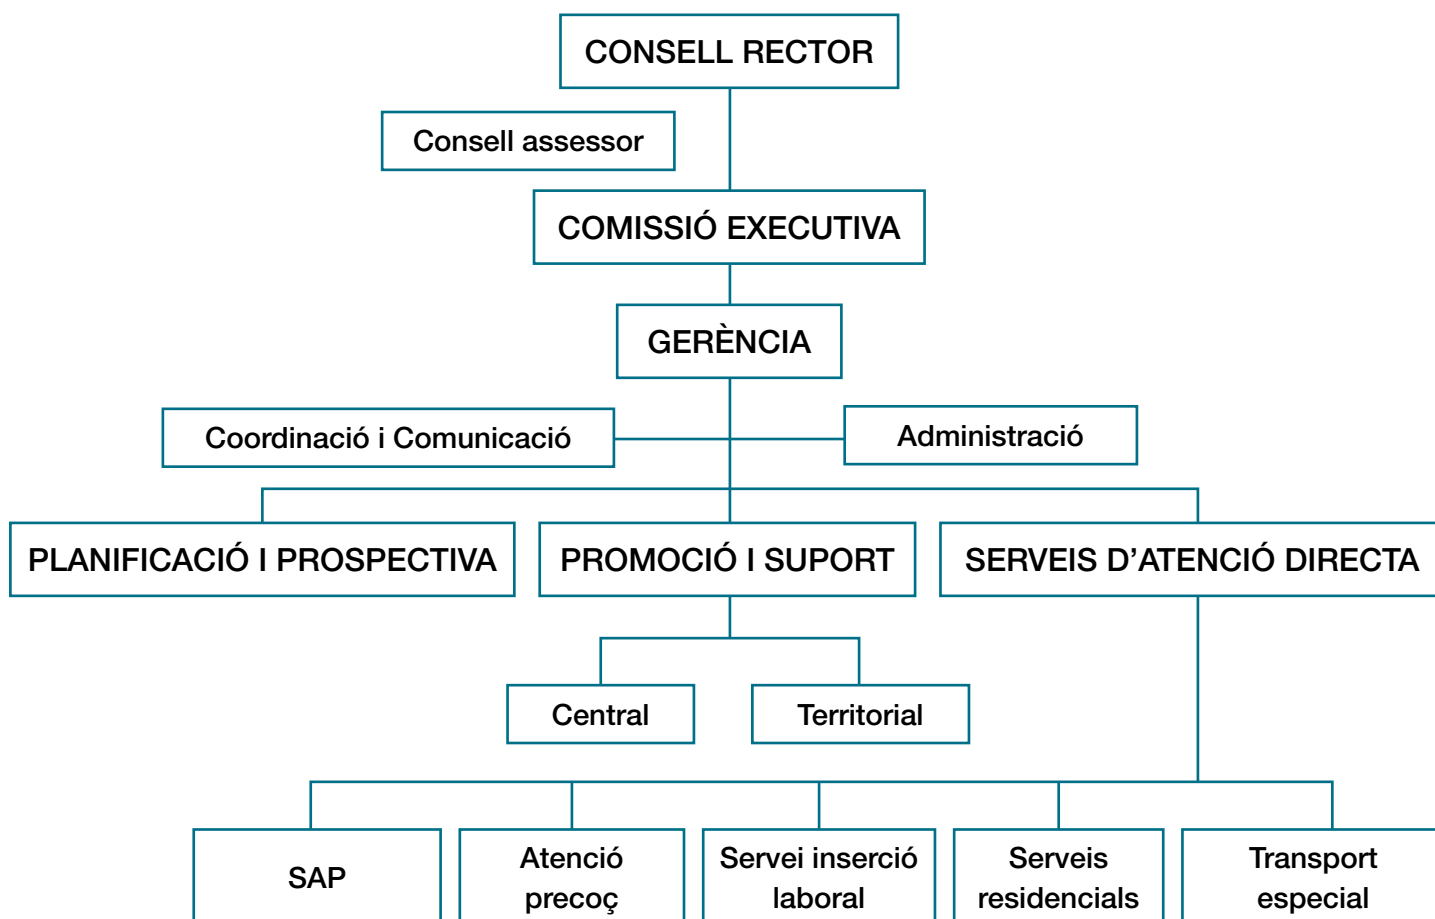 CONSELL RECTOR
Consell assessor
COMISSIÓ EXECUTIVA
GERÈNCIA
Coordinació i Comunicació
Administració
PLANIFICACIÓ I PROSPECTIVA
PROMOCIÓ I SUPORT
SERVEIS D'ATENCIÓ DIRECTA
Central
Territorial
SAP
Atenció
precoç
Servei inserció
laboral
Serveis
residencials
Transport
especial